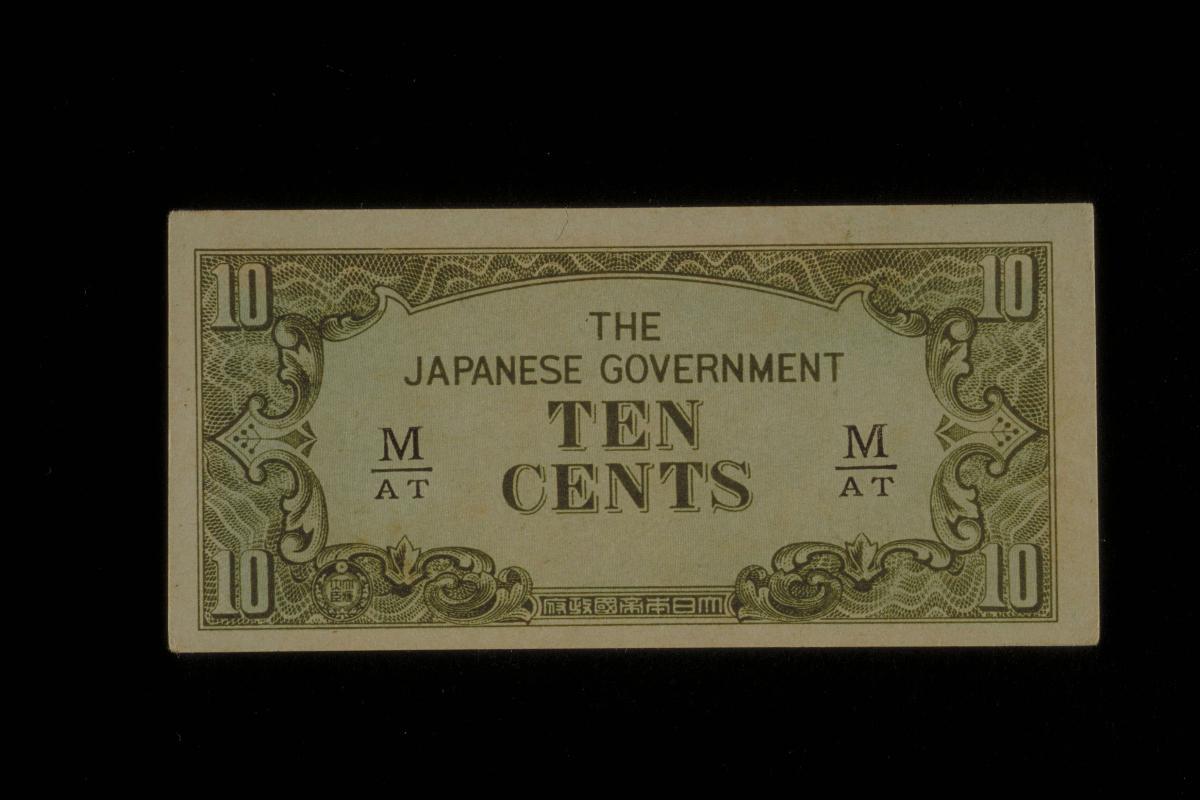 10 10
THE
JAPANESE GOVERNMENT
TEN
CENTS
M M
AT AT
10 10
大日本帝國政府